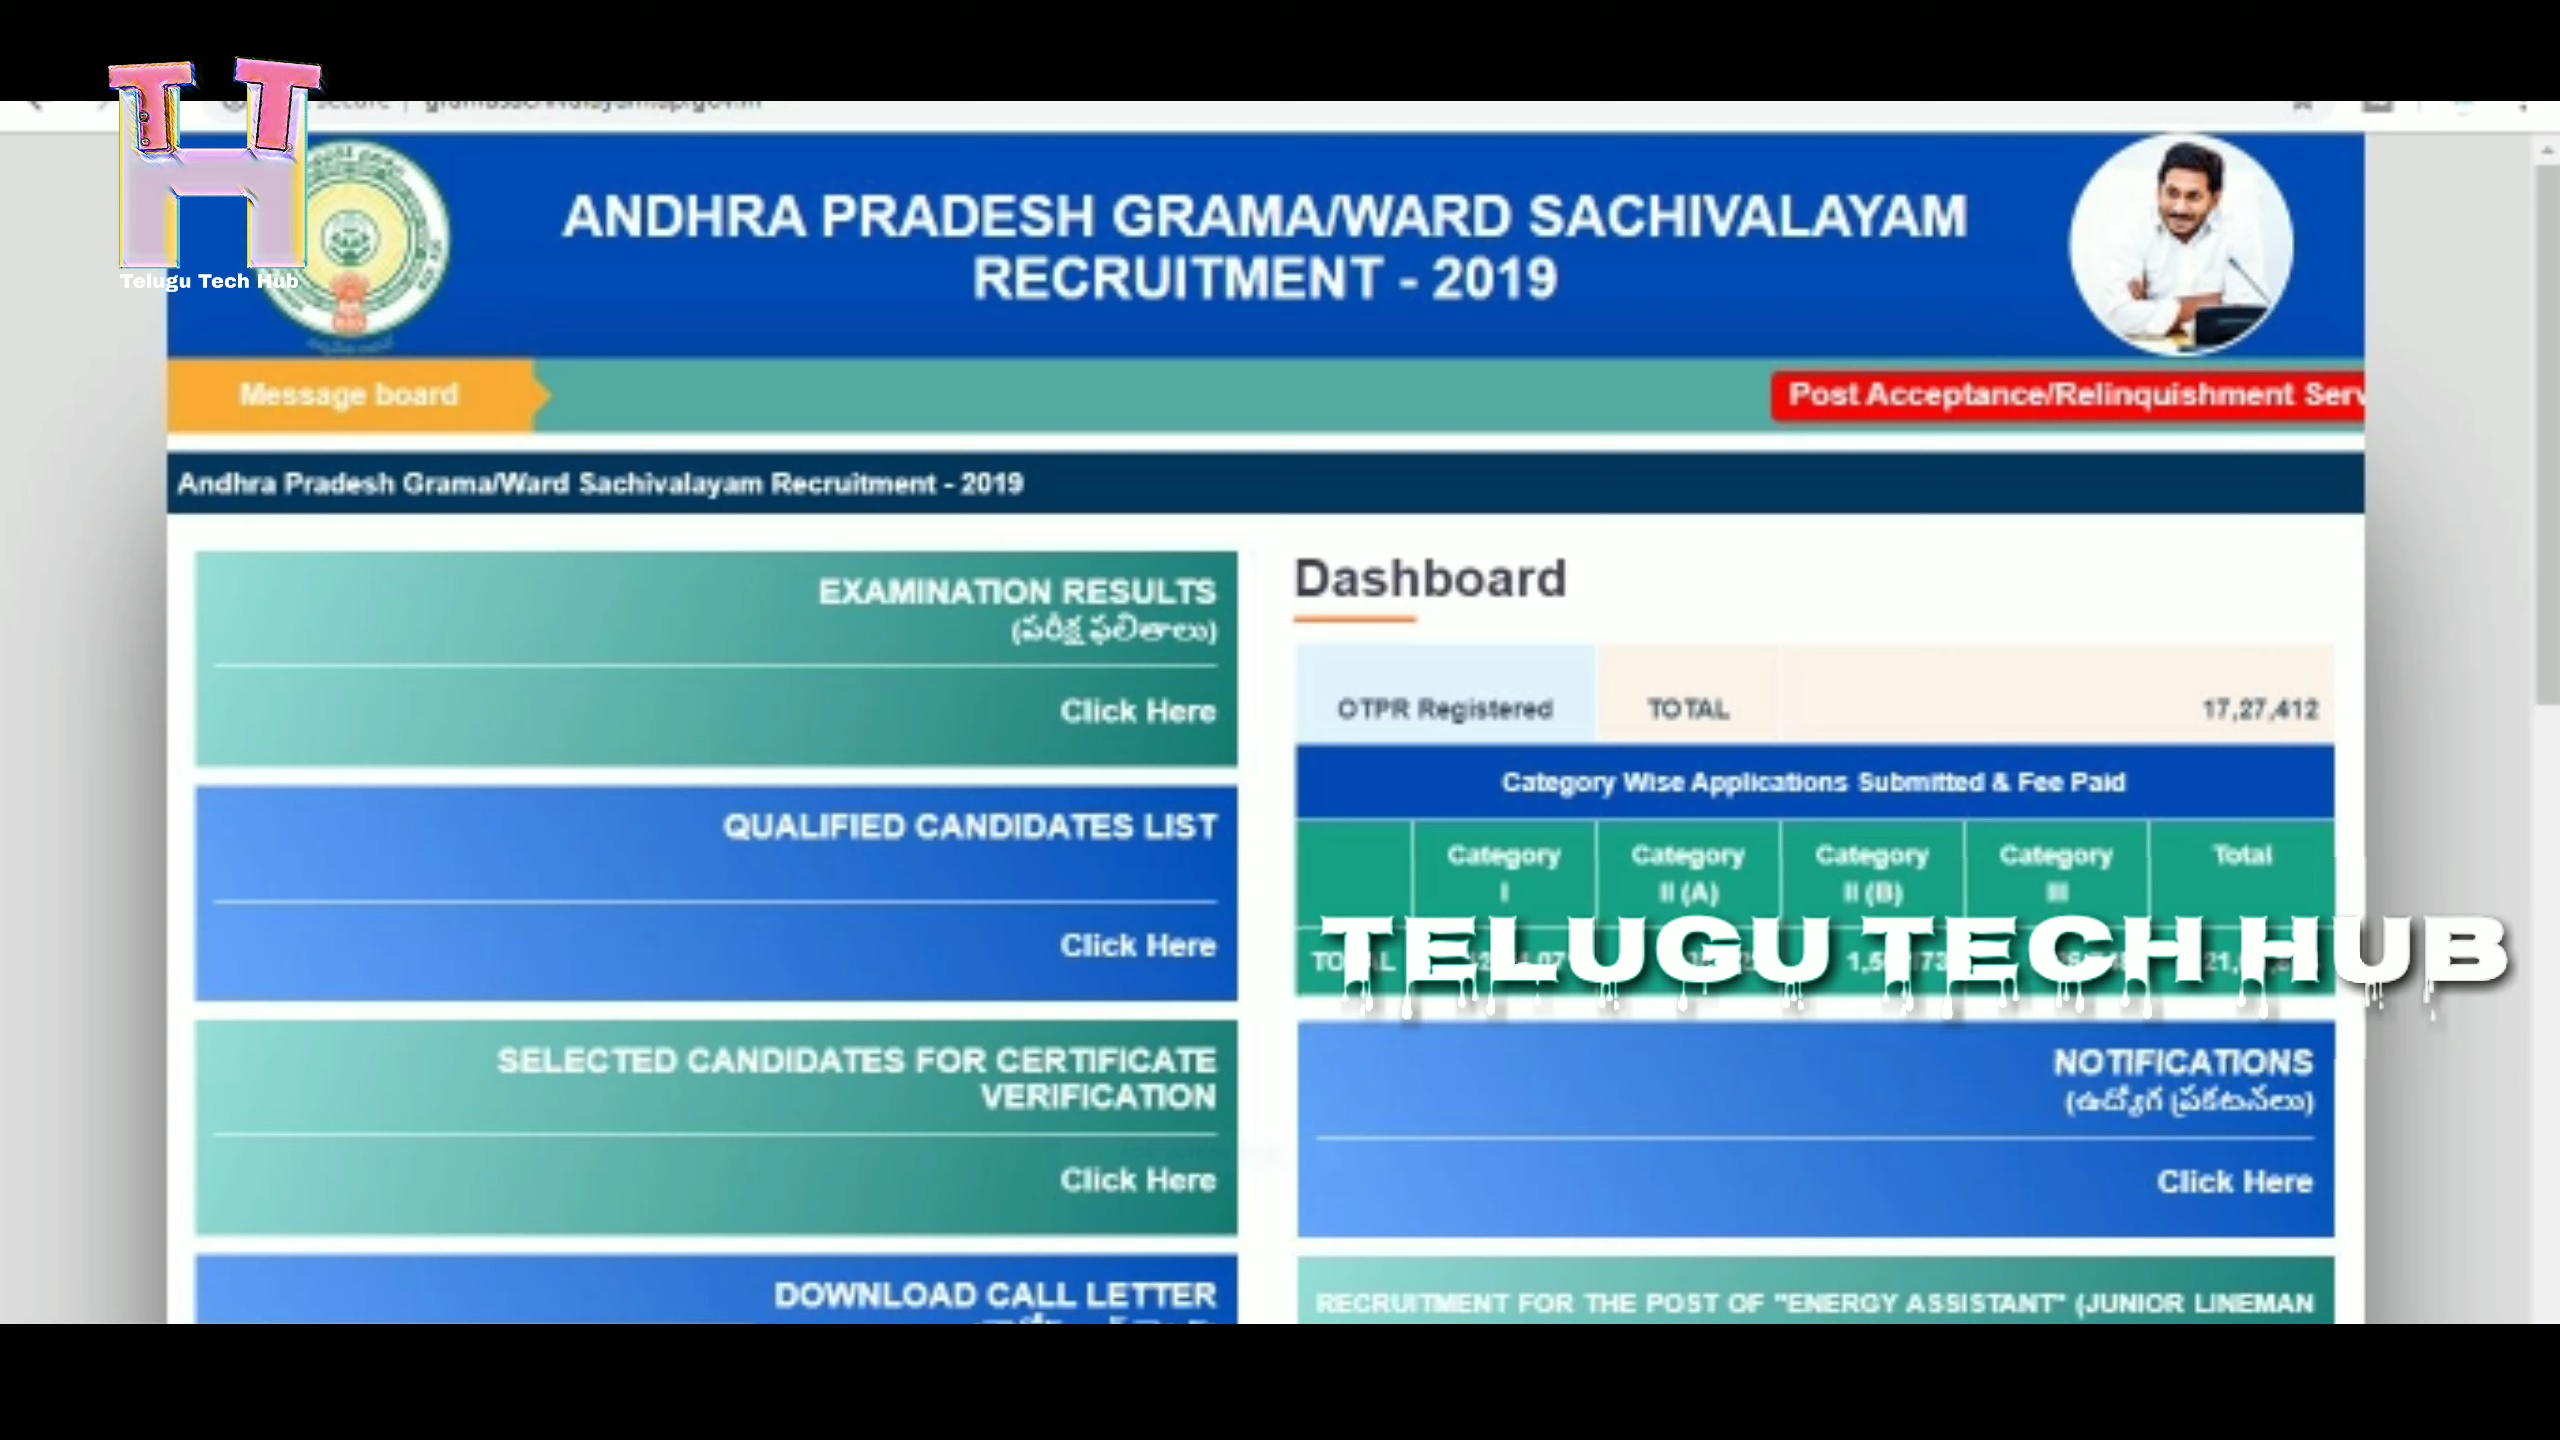 Telugu Tech Hub
ANDHRA PRADESH GRAMA/WARD SACHIVALAYAM
RECRUITMENT - 2019
Message board
Post Acceptance/Relinquishment Serv
Andhra Pradesh Grama/Ward Sachivalayam Recruitment - 2019
EXAMINATION RESULTS
(పరీక్ష ఫలితాలు)
Click Here
QUALIFIED CANDIDATES LIST
Click Here
SELECTED CANDIDATES FOR CERTIFICATE
VERIFICATION
Click Here
DOWNLOAD CALL LETTER
Dashboard
OTPR Registered TOTAL 17,27,412
Category Wise Applications Submitted & Fee Paid
Category Category Category Category Total
I II (A) II (B) III
TELUGU TECH HUB
NOTIFICATIONS
(ఉద్యోగ ప్రకటనలు)
Click Here
RECRUITMENT FOR THE POST OF "ENERGY ASSISTANT" (JUNIOR LINEMAN